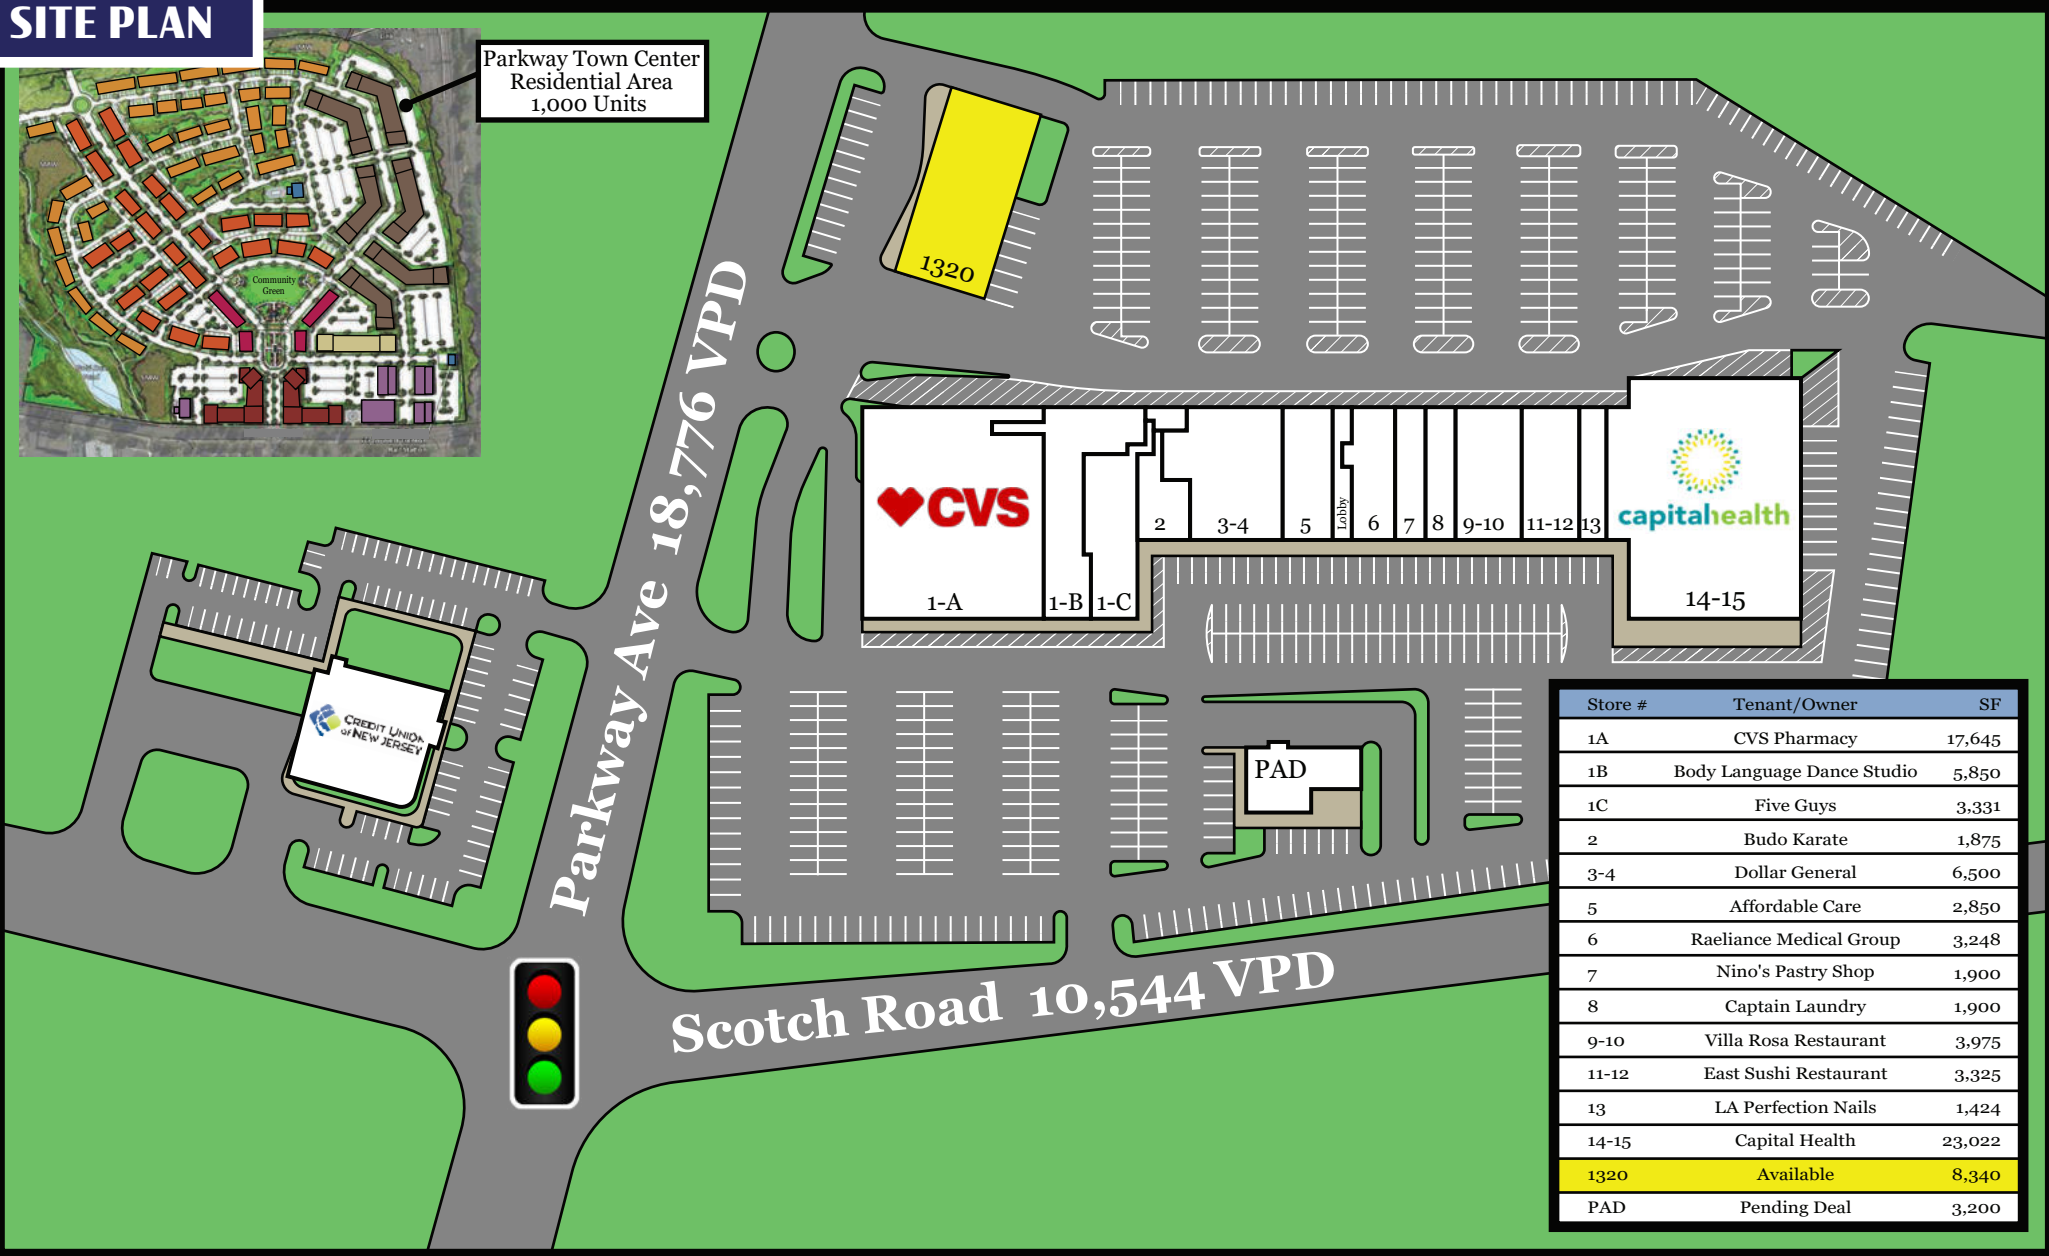 SITE PLAN
Parkway Town Center
Residential Area
1,000 Units
Community
Green
1320
Parkway Ave 18,776 VPD
CVS
1-A
1-B
1-C
2
3-4
5
Lobby
6
7
8
9-10
11-12
13
capitalhealth
14-15
CREDIT UNION
OF NEW JERSEY
PAD
Scotch Road 10,544 VPD
Store # Tenant/Owner SF
1A CVS Pharmacy 17,645
1B Body Language Dance Studio 5,850
1C Five Guys 3,331
2 Budo Karate 1,875
3-4 Dollar General 6,500
5 Affordable Care 2,850
6 Raeliance Medical Group 3,248
7 Nino's Pastry Shop 1,900
8 Captain Laundry 1,900
9-10 Villa Rosa Restaurant 3,975
11-12 East Sushi Restaurant 3,325
13 LA Perfection Nails 1,424
14-15 Capital Health 23,022
1320 Available 8,340
PAD Pending Deal 3,200